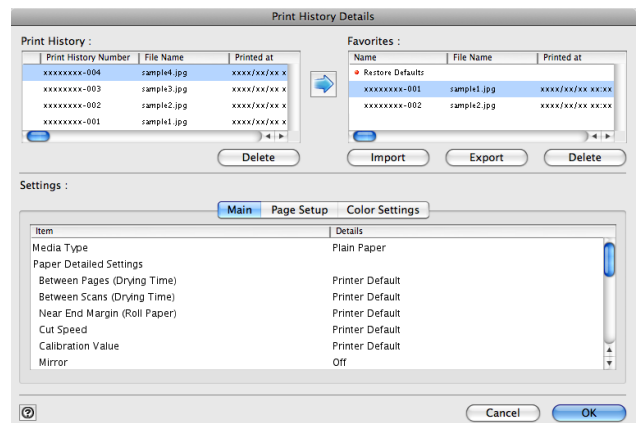 Print History Details
Print History : Favorites :
Print History Number File Name Printed at Name File Name Printed at
xxxxxxxx-004 sample4.jpg xxxx/xx/xx x Restore Defaults
xxxxxxxx-003 sample3.jpg xxxx/xx/xx x xxxxxxxx-001 sample1.jpg xxxx/xx/xx xx:xx
xxxxxxxx-002 sample2.jpg xxxx/xx/xx x xxxxxxxx-002 sample2.jpg xxxx/xx/xx xx:xx
xxxxxxxx-001 sample1.jpg xxxx/xx/xx x
Delete Import Export Delete
Settings :
Main Page Setup Color Settings
Item Details
Media Type Plain Paper
Paper Detailed Settings
Between Pages (Drying Time) Printer Default
Between Scans (Drying Time) Printer Default
Near End Margin (Roll Paper) Printer Default
Cut Speed Printer Default
Calibration Value Printer Default
Mirror Off
? Cancel OK